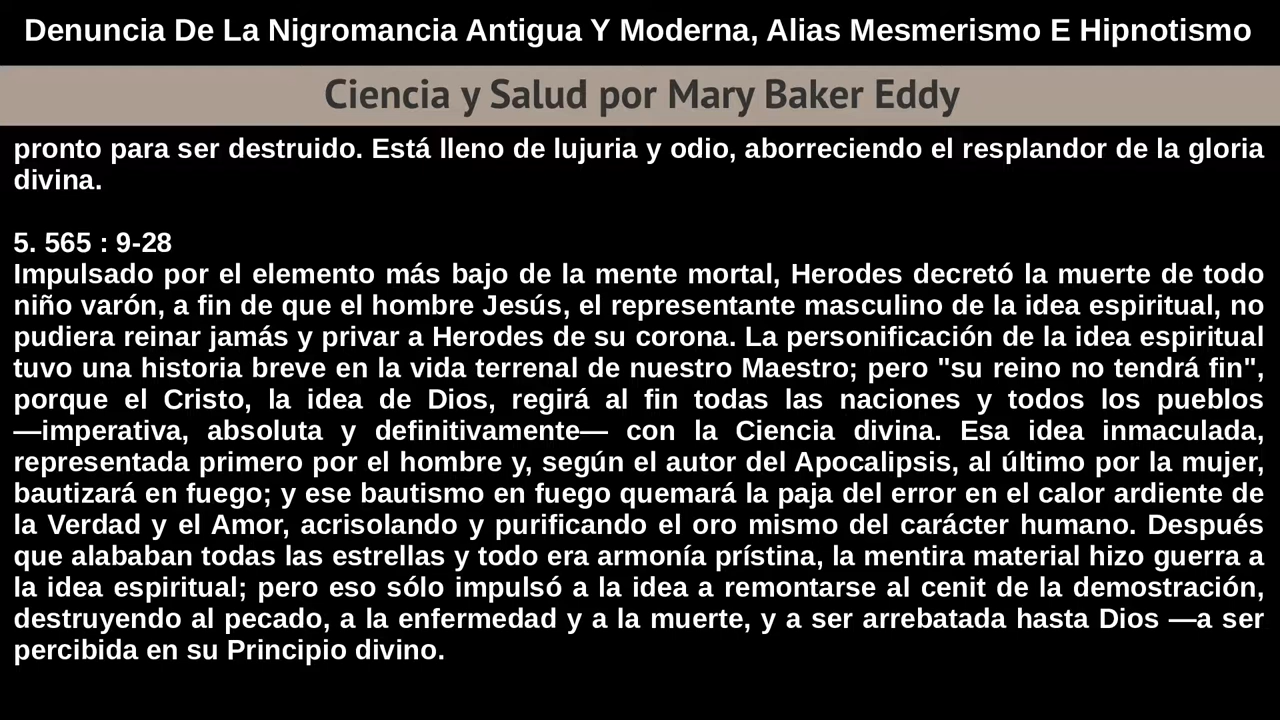 Denuncia De La Nigromancia Antigua Y Moderna, Alias Mesmerismo E Hipnotismo
Ciencia y Salud por Mary Baker Eddy
pronto para ser destruido. Está lleno de lujuria y odio, aborreciendo el resplandor de la gloria
divina.
5. 565 : 9-28
Impulsado por el elemento más bajo de la mente mortal, Herodes decretó la muerte de todo
niño varón, a fin de que el hombre Jesús, el representante masculino de la idea espiritual, no
pudiera reinar jamás y privar a Herodes de su corona. La personificación de la idea espiritual
tuvo una historia breve en la vida terrenal de nuestro Maestro; pero "su reino no tendrá fin",
porque el Cristo, la idea de Dios, regirá al fin todas las naciones y todos los pueblos
—imperativa, absoluta y definitivamente— con la Ciencia divina. Esa idea inmaculada,
representada primero por el hombre y, según el autor del Apocalipsis, al último por la mujer,
bautizará en fuego; y ese bautismo en fuego quemará la paja del error en el calor ardiente de
la Verdad y el Amor, acrisolando y purificando el oro mismo del carácter humano. Después
que alababan todas las estrellas y todo era armonía prístina, la mentira material hizo guerra a
la idea espiritual; pero eso sólo impulsó a la idea a remontarse al cenit de la demostración,
destruyendo al pecado, a la enfermedad y a la muerte, y a ser arrebatada hasta Dios —a ser
percibida en su Principio divino.